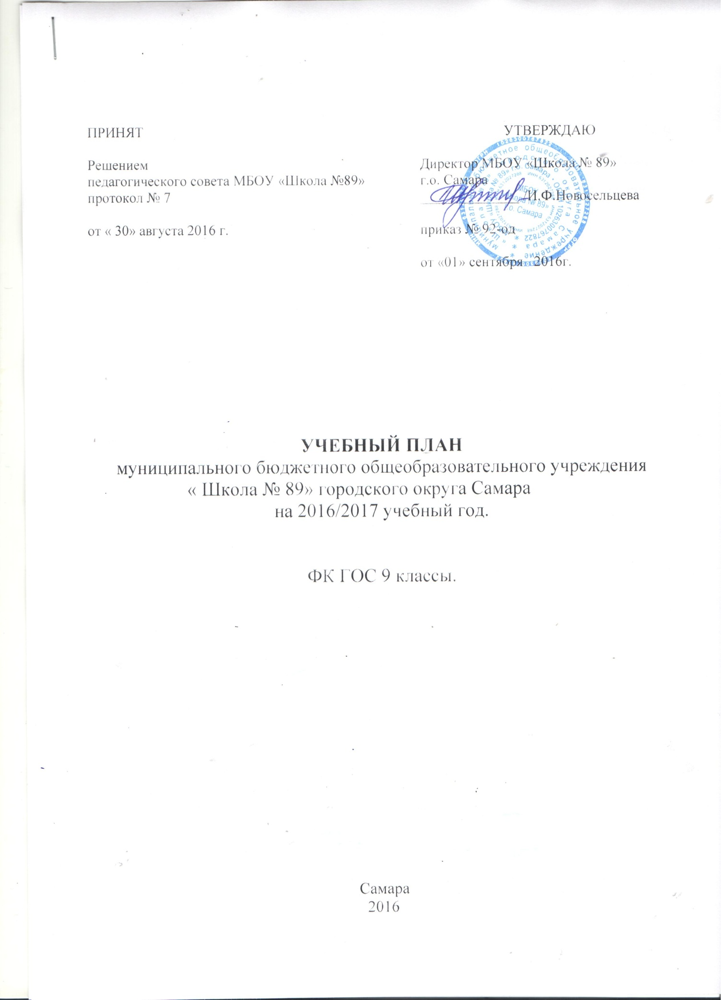 ПРИНЯТ
Решением
педагогического совета МБОУ «Школа №89»
протокол № 7
от « 30» августа 2016 г.
УТВЕРЖДАЮ
Директор МБОУ «Школа № 89»
г.о. Самара
/И.Ф.Новосельцева
приказ № 92-од
от «01» сентября 2016г.
УЧЕБНЫЙ ПЛАН
муниципального бюджетного общеобразовательного учреждения
« Школа № 89» городского округа Самара
на 2016/2017 учебный год.
ФК ГОС 9 классы.
Самара
2016